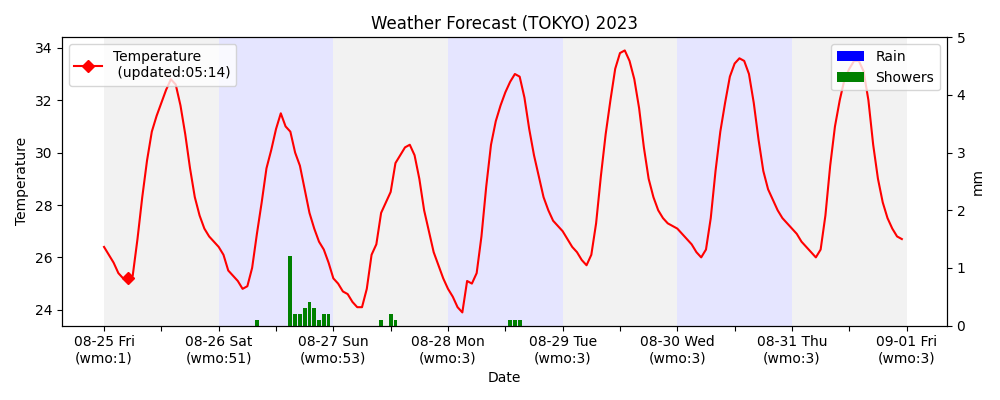 Weather Forecast (TOKYO) 2023
Temperature
(updated:05:14)
Rain
Showers
34
32
30
28
26
24
Temperature
5
4
3
2
1
0
mm
08-25 Fri
(wmo:1)
08-26 Sat
(wmo:51)
08-27 Sun
(wmo:53)
08-28 Mon
(wmo:3)
08-29 Tue
(wmo:3)
08-30 Wed
(wmo:3)
08-31 Thu
(wmo:3)
09-01 Fri
(wmo:3)
Date